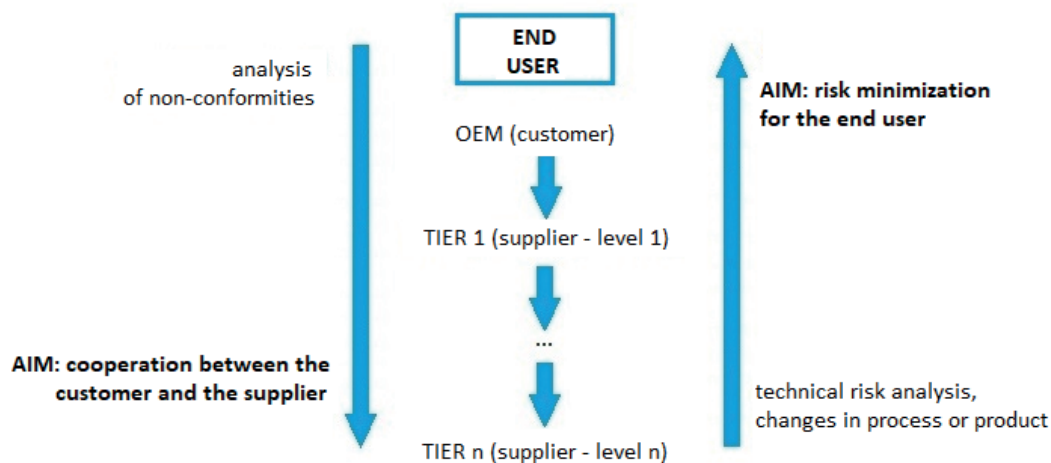 analysis
of non-conformities
AIM: cooperation between the
customer and the supplier
END
USER
OEM (customer)
TIER 1 (supplier - level 1)
...
TIER n (supplier - level n)
AIM: risk minimization
for the end user
technical risk analysis,
changes in process or product